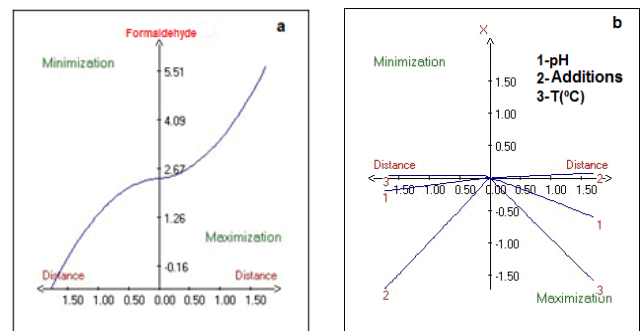 Formaldehyde
a
Minimization
5.51
4.09
2.67
1.26
Maximization
-0.16
Distance
Distance
1.50 1.00 0.50 0.00 0.50 1.00 1.50
X
b
Minimization
1-pH
2-Additions
3-T(ºC)
1.50
1.00
0.50
Distance
Distance
3
2
1.50 1.00 0.50 0.00 0.50 1.00 1.50
1
-0.50
1
-1.00
-1.50
2
3
Maximization